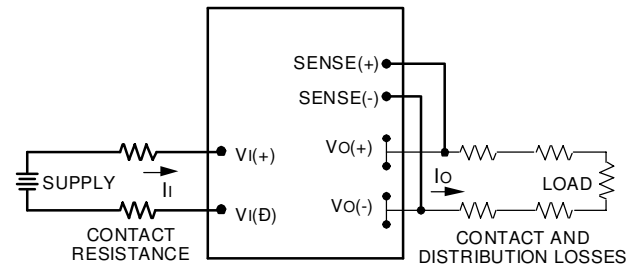 SENSE(+)
SENSE(-)
VI(+)
VO(+)
SUPPLY
II
IO
LOAD
VI(Đ)
VO(-)
CONTACT
RESISTANCE
CONTACT AND
DISTRIBUTION LOSSES